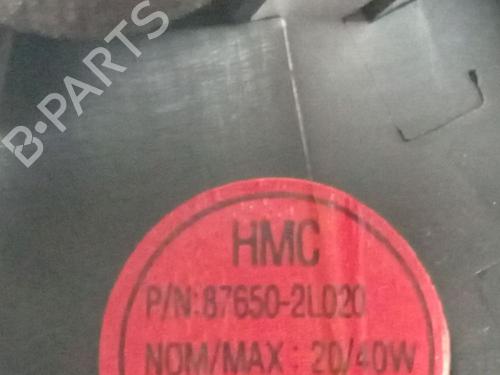 B-PARTS
HMC
P/N:87650-2L020
NOM/MAX : 20/40W